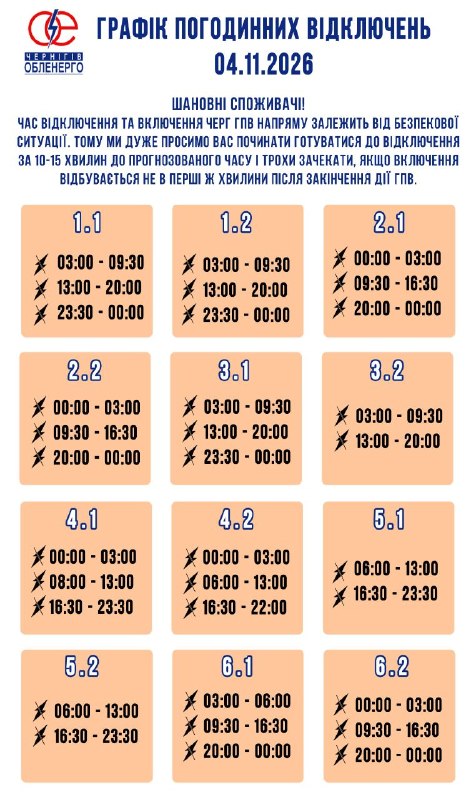 ЧЕРНІГІВ
ОБЛЕНЕРГО
ГРАФІК ПОГОДИННИХ ВІДКЛЮЧЕНЬ
04.11.2026
ШАНОВНІ СПОЖИВАЧІ!
ЧАС ВІДКЛЮЧЕННЯ ТА ВКЛЮЧЕННЯ ЧЕРГ ГПВ НАПРЯМУ ЗАЛЕЖИТЬ ВІД БЕЗПЕКОВОЇ
СИТУАЦІЇ. ТОМУ МИ ДУЖЕ ПРОСИМО ВАС ПОЧИНАТИ ГОТУВАТИСЯ ДО ВІДКЛЮЧЕННЯ
ЗА 10-15 ХВИЛИН ДО ПРОГНОЗОВАНОГО ЧАСУ І ТРОХИ ЗАЧЕКАТИ, ЯКЩО ВКЛЮЧЕННЯ
ВІДБУВАЄТЬСЯ НЕ В ПЕРШІ Ж ХВИЛИНИ ПІСЛЯ ЗАКІНЧЕННЯ ДІЇ ГПВ.
1.1
03:00 - 09:30
13:00 - 20:00
23:30 - 00:00
1.2
03:00 - 09:30
13:00 - 20:00
23:30 - 00:00
2.1
00:00 - 03:00
09:30 - 16:30
20:00 - 00:00
2.2
00:00 - 03:00
09:30 - 16:30
20:00 - 00:00
3.1
03:00 - 09:30
13:00 - 20:00
23:30 - 00:00
3.2
03:00 - 09:30
13:00 - 20:00
4.1
00:00 - 03:00
08:00 - 13:00
16:30 - 23:30
4.2
00:00 - 03:00
06:00 - 13:00
16:30 - 22:00
5.1
06:00 - 13:00
16:30 - 23:30
5.2
06:00 - 13:00
16:30 - 23:30
6.1
03:00 - 06:00
09:30 - 16:30
20:00 - 00:00
6.2
00:00 - 03:00
09:30 - 16:30
20:00 - 00:00